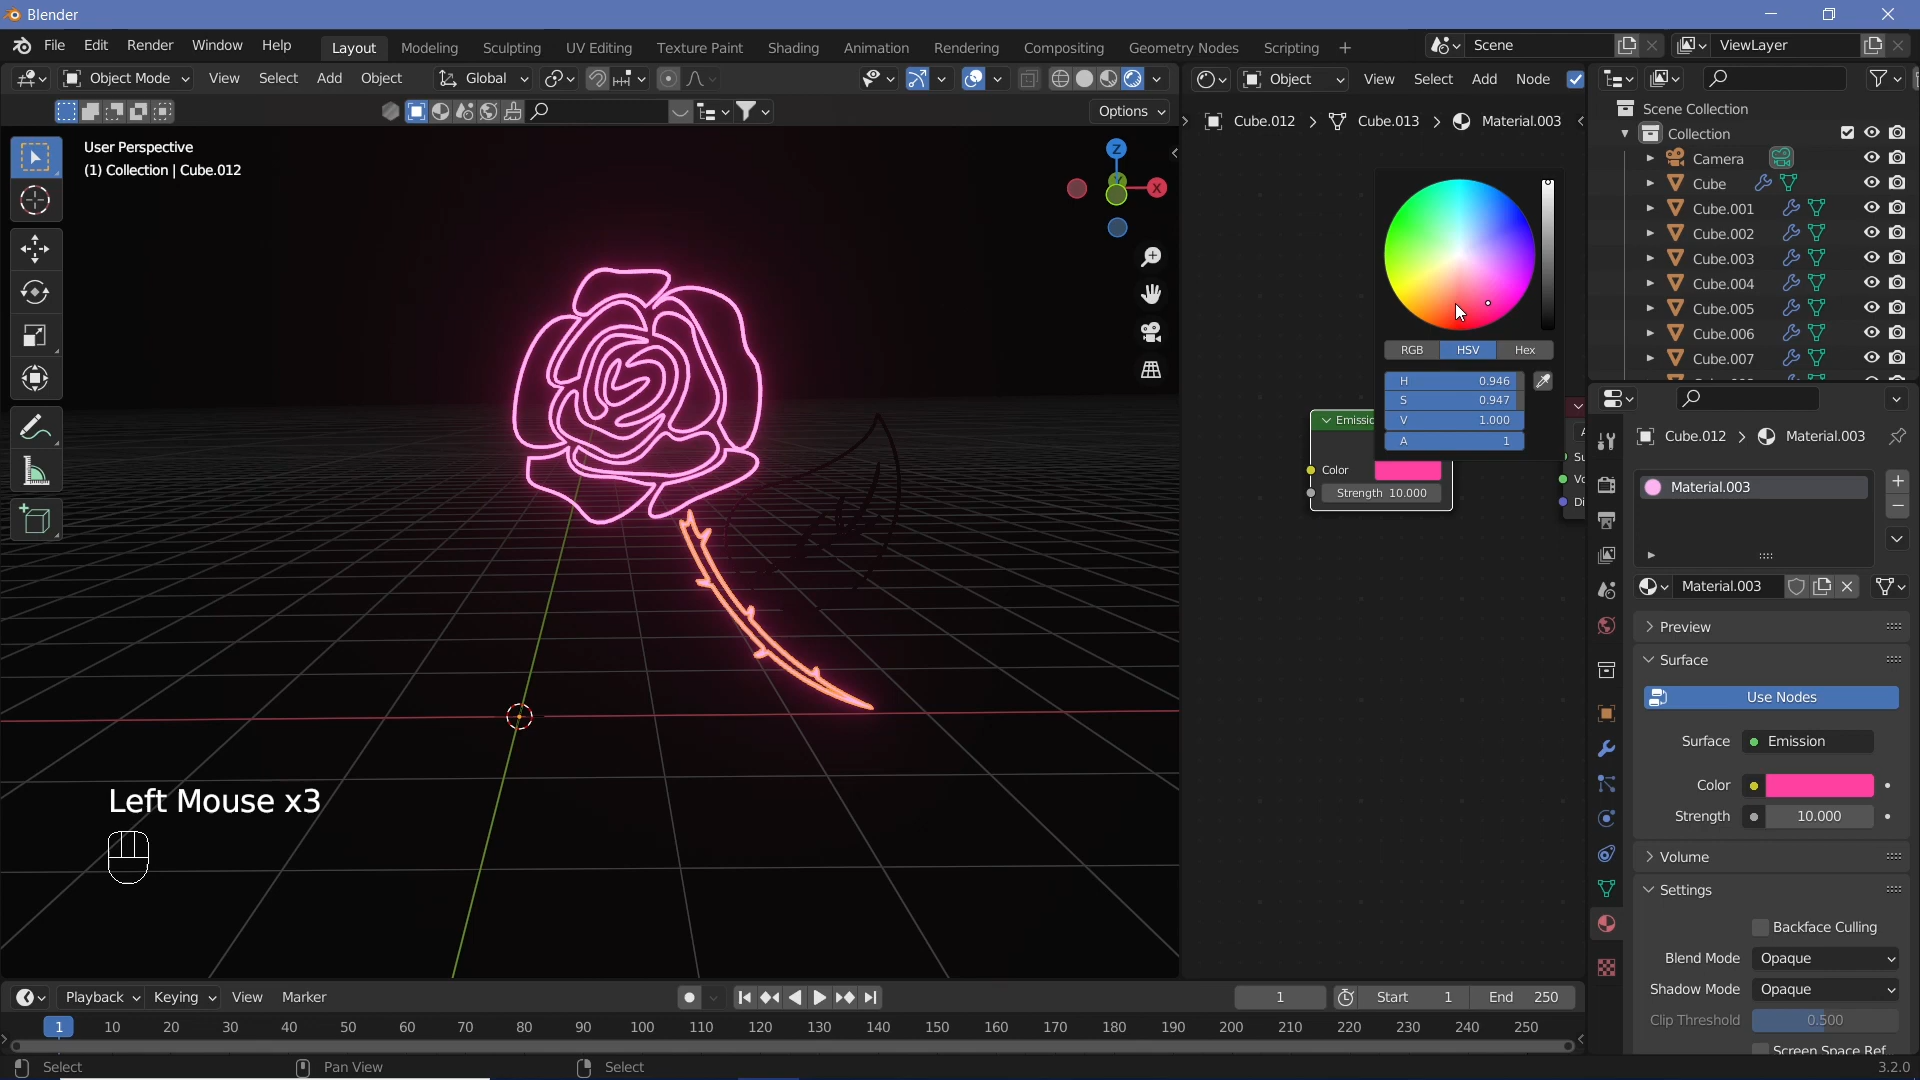 Blender
File Edit Render Window Help
Layout Modeling Sculpting UV Editing Texture Paint Shading Animation Rendering Compositing Geometry Nodes Scripting +
Scene
ViewLayer
Object Mode View Select Add Object Global
Options
User Perspective
(1) Collection | Cube.012
Z
X
Left Mouse x3
Object View Select Add Node
Cube.012 > Cube.013 > Material.003
RGB HSV Hex
H 0.946
S 0.947
V 1.000
A 1
Color
Strength 10.000
Scene Collection
Collection
Camera
Cube
Cube.001
Cube.002
Cube.003
Cube.004
Cube.005
Cube.006
Cube.007
Cube.012 > Material.003
Material.003
Material.003
Preview
Surface
Use Nodes
Surface Emission
Color
Strength 10.000
Volume
Settings
Backface Culling
Blend Mode Opaque
Shadow Mode Opaque
Clip Threshold 0.500
Screen Space Ref
Playback Keying View Marker
1 Start 1 End 250
1 10 20 30 40 50 60 70 80 90 100 110 120 130 140 150 160 170 180 190 200 210 220 230 240 250
Select Pan View Select 3.2.0